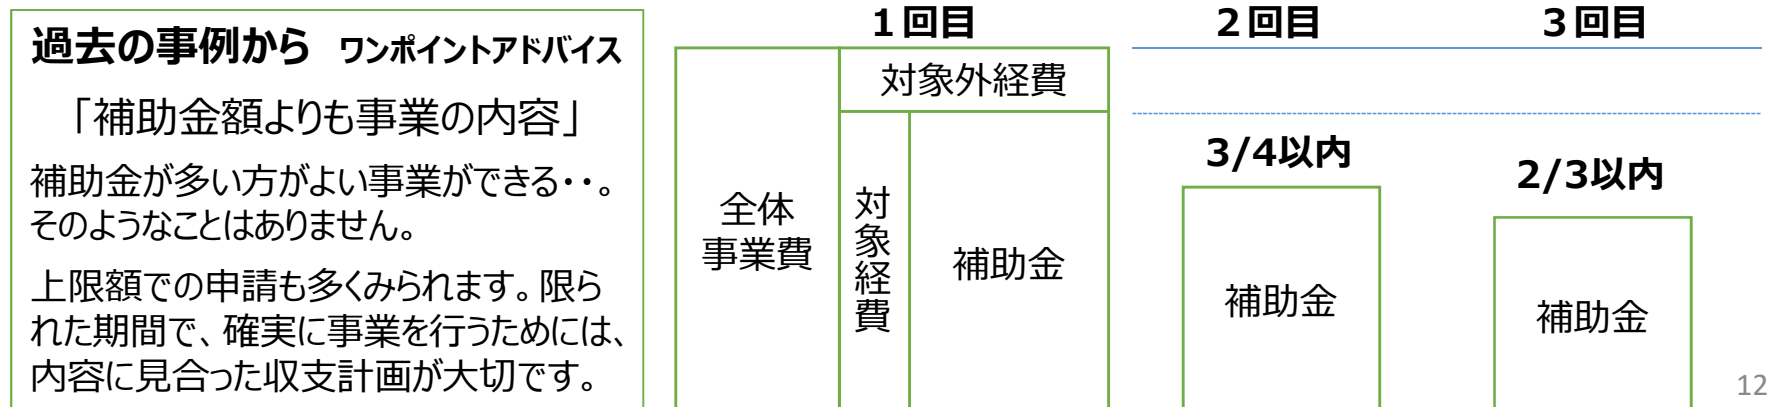 過去の事例から ワンポイントアドバイス
「補助金額よりも事業の内容」
補助金が多い方がよい事業ができる・・。
そのようなことはありません。
上限額での申請も多くみられます。限ら
れた期間で、確実に事業を行うためには、
内容に見合った収支計画が大切です。
1回目
対象外経費
全体
事業費
対象経費
補助金
2回目
3/4以内
補助金
3回目
2/3以内
補助金
12